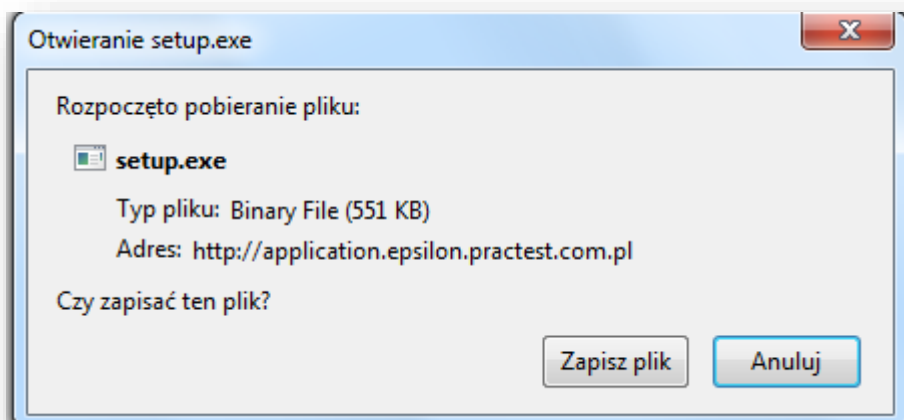 Otwieranie setup.exe
Rozpoczęto pobieranie pliku:
setup.exe
Typ pliku: Binary File (551 KB)
Adres: http://application.epsilon.practest.com.pl
Czy zapisać ten plik?
Zapisz plik Anuluj